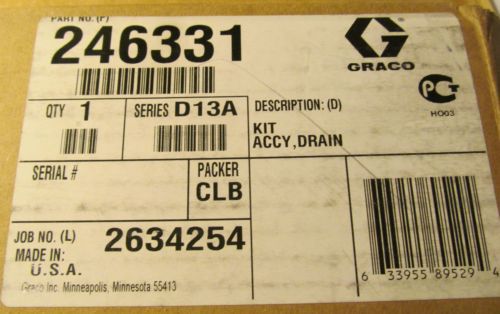 PART NO. (P)
246331
GRACO
PCT
HO03
QTY 1
SERIES D13A
DESCRIPTION: (D)
KIT
ACCY,DRAIN
SERIAL #
PACKER
CLB
JOB NO. (L) 2634254
MADE IN:
U.S.A.
Graco Inc. Minneapolis, Minnesota 55413
6 33955 89529 4